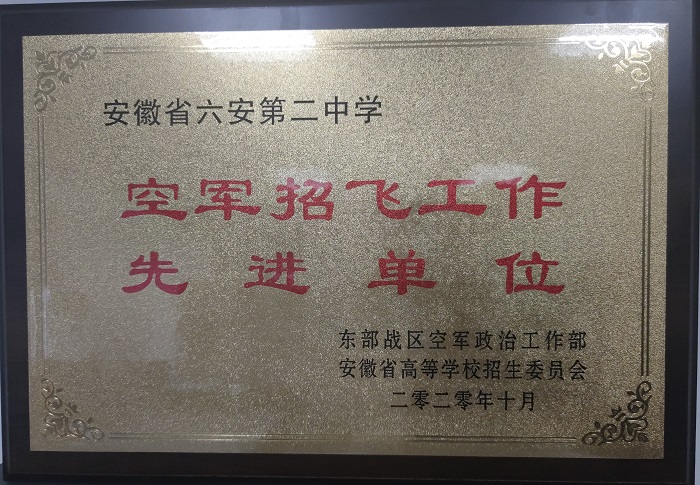 安徽省六安第二中学
空军招飞工作
先进单位
东部战区空军政治工作部
安徽省高等学校招生委员会
二零二零年十月